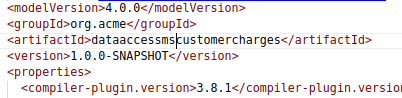 <modelVersion>4.0.0</modelVersion>
<groupId>org.acme</groupId>
<artifactId>dataaccessmscustomercharges</artifactId>
<version>1.0.0-SNAPSHOT</version>
<properties>
<compiler-plugin.version>3.8.1</compiler-plugin.version